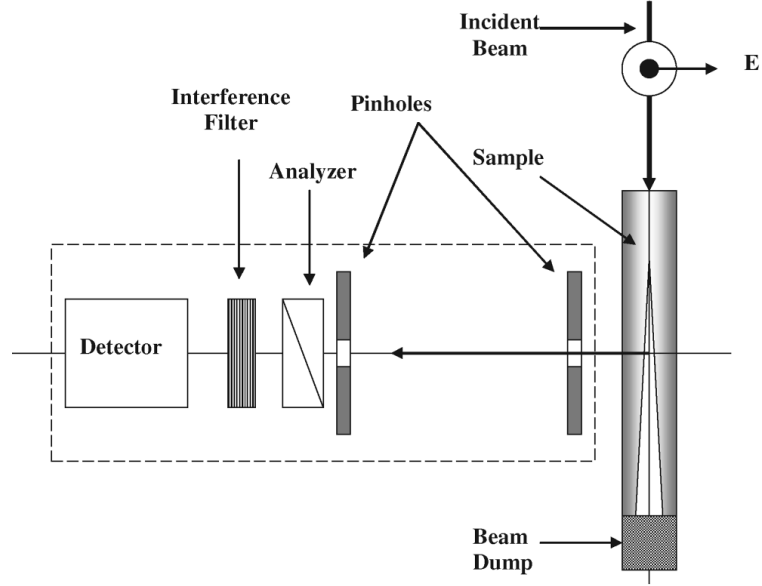 Incident
Beam
E
Interference
Filter
Pinholes
Analyzer
Sample
Detector
Beam
Dump